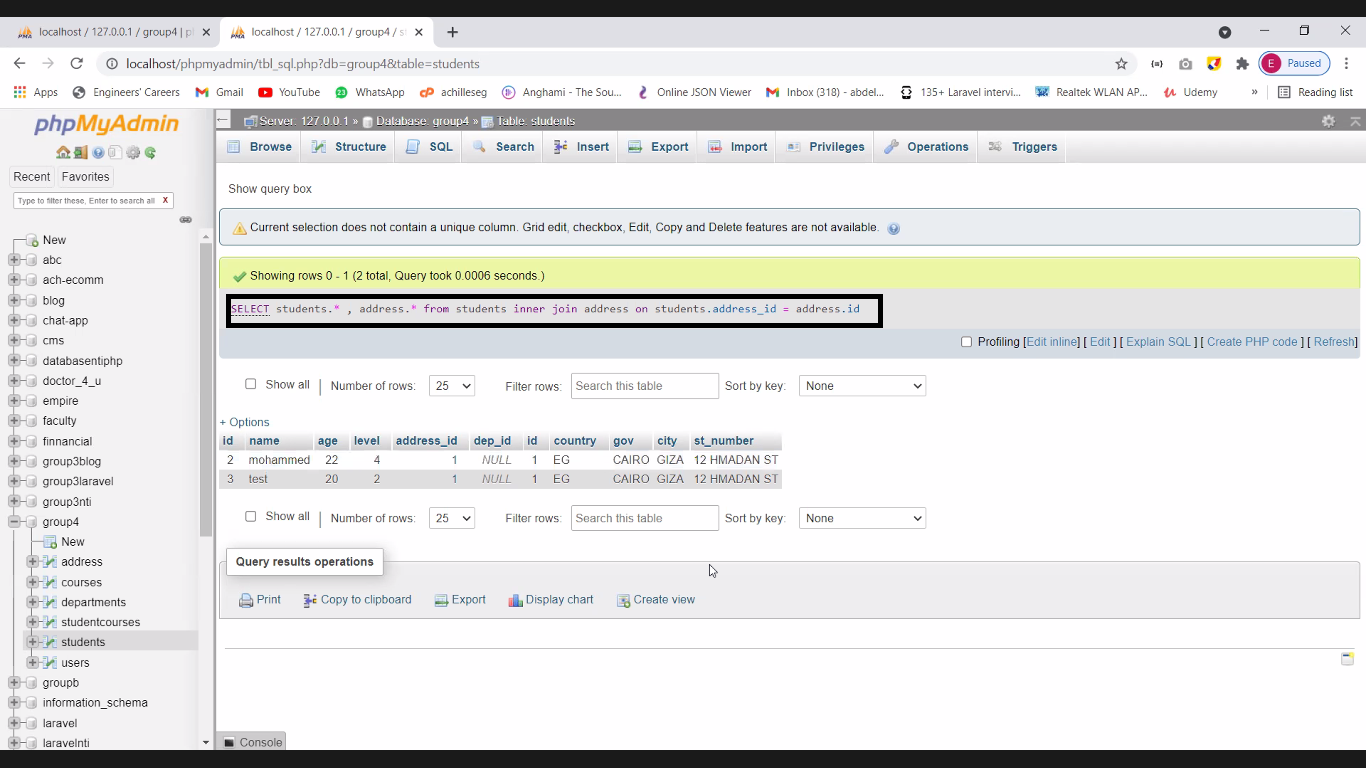 localhost / 127.0.0.1 / group4 | p
localhost / 127.0.0.1 / group4 / s
localhost/phpmyadmin/tbl_sql.php?db=group4&table=students
E Paused
Apps Engineers' Careers Gmail YouTube 23 WhatsApp achilleseg Anghami - The Sou... Online JSON Viewer Inbox (318) - abdel... 135+ Laravel intervi... Realtek WLAN AP... Udemy » Reading list
phpMyAdmin
Recent Favorites
Type to filter these, Enter to search all X
New
abc
ach-ecomm
blog
chat-app
cms
databasentiphp
doctor_4_u
empire
faculty
finnancial
group3blog
group3laravel
group3nti
group4
New
address
courses
departments
studentcourses
students
users
groupb
information_schema
laravel
laravelnti
Server: 127.0.0.1 » Database: group4 » Table: students
Browse Structure SQL Search Insert Export Import Privileges Operations Triggers
Show query box
Current selection does not contain a unique column. Grid edit, checkbox, Edit, Copy and Delete features are not available.
Showing rows 0 - 1 (2 total, Query took 0.0006 seconds.)
SELECT students.* , address.* from students inner join address on students.address_id = address.id
Profiling [Edit inline] [ Edit ] [ Explain SQL ] [ Create PHP code ] [ Refresh]
Show all | Number of rows: 25 Filter rows: Search this table Sort by key: None
+ Options
id name age level address_id dep_id id country gov city st_number
2 mohammed 22 4 1 NULL 1 EG CAIRO GIZA 12 HMADAN ST
3 test 20 2 1 NULL 1 EG CAIRO GIZA 12 HMADAN ST
Show all | Number of rows: 25 Filter rows: Search this table Sort by key: None
Query results operations
Print Copy to clipboard Export Display chart Create view
Console